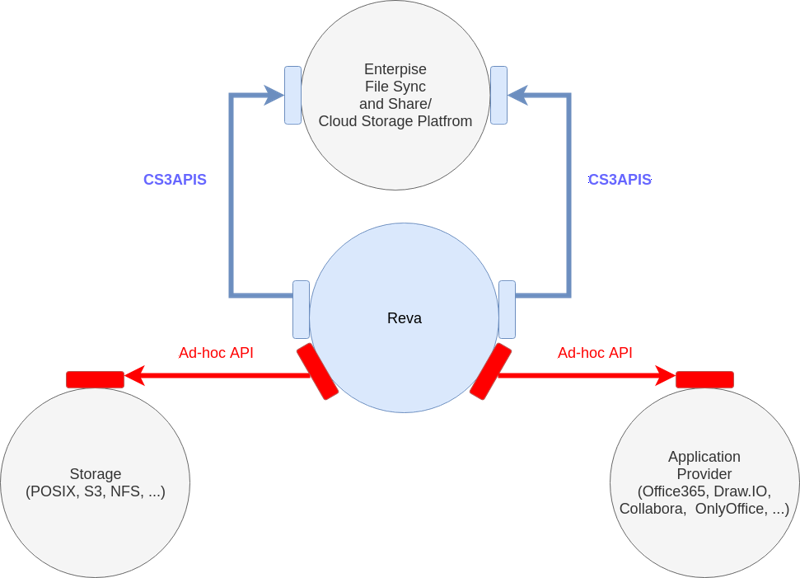 Enterpise
File Sync
and Share/
Cloud Storage Platfrom
CS3APIS
CS3APIS
Reva
Ad-hoc API
Ad-hoc API
Storage
(POSIX, S3, NFS, ...)
Application
Provider
(Office365, Draw.IO,
Collabora, OnlyOffice, ...)